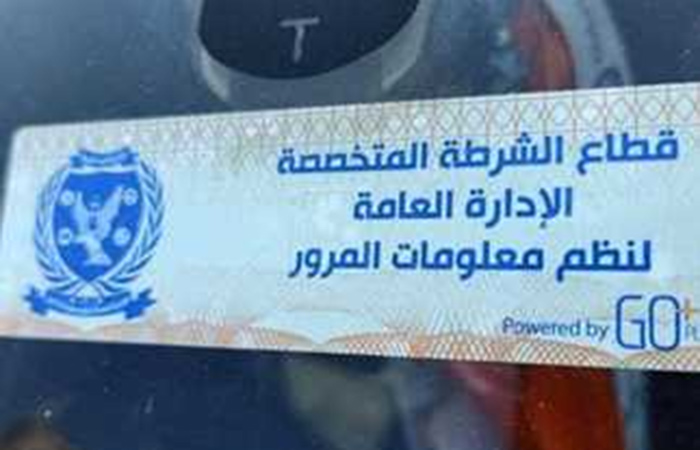 T
قطاع الشرطة المتخصصة
الإدارة العامة
لنظم معلومات المرور
Powered by GO+